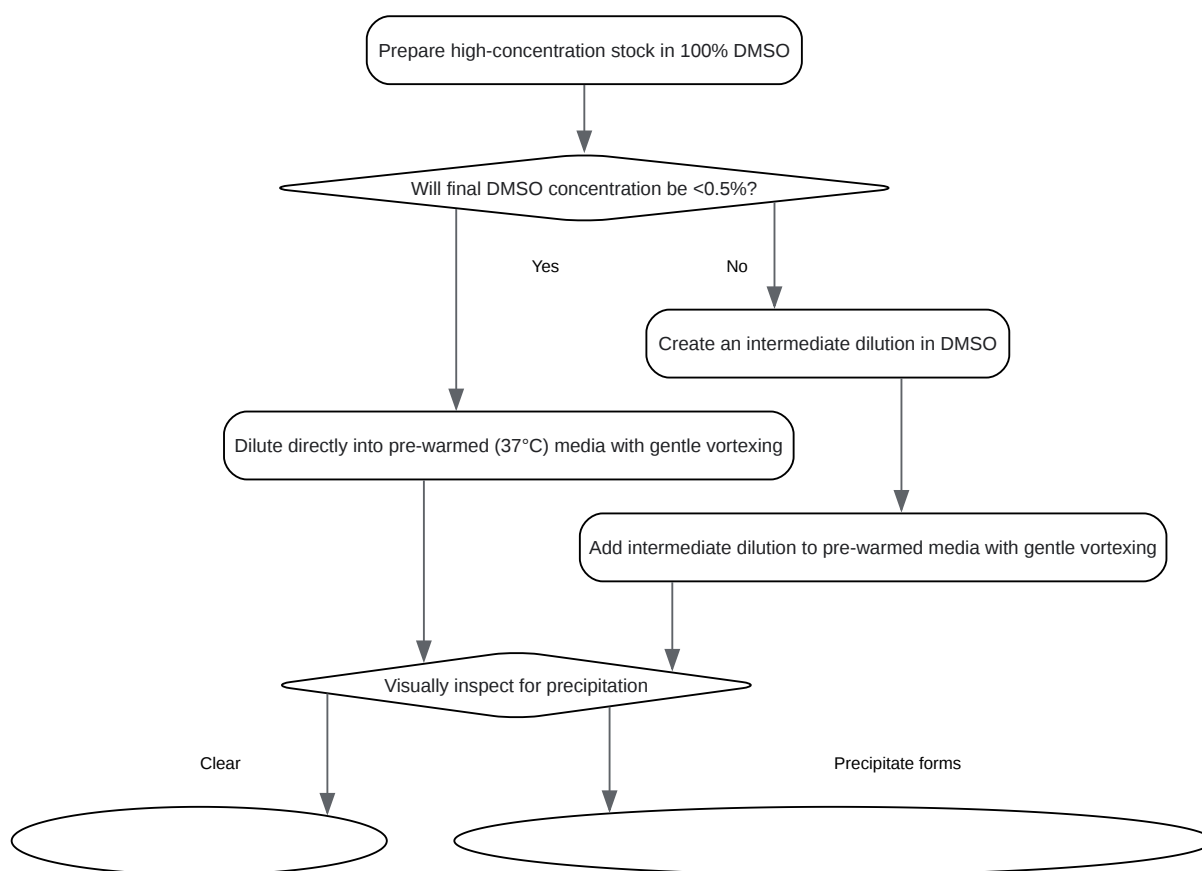 Prepare high-concentration stock in 100% DMSO
Will final DMSO concentration be <0.5%?
Yes
No
Create an intermediate dilution in DMSO
Dilute directly into pre-warmed (37°C) media with gentle vortexing
Add intermediate dilution to pre-warmed media with gentle vortexing
Visually inspect for precipitation
Clear
Precipitate forms